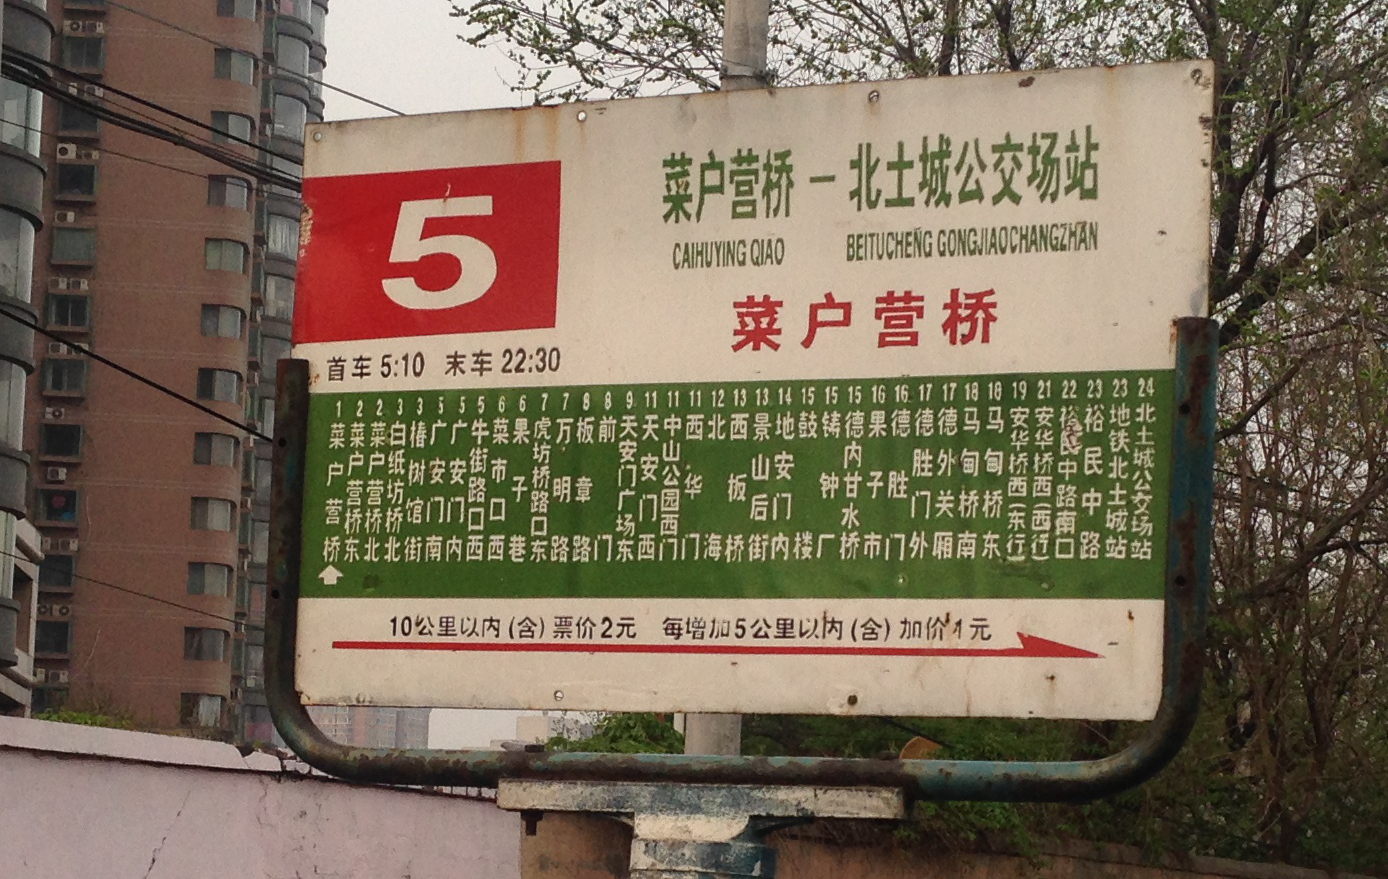 5
菜户营桥－北土城公交场站
CAIHUYING QIAO BEITUCHENG GONGJIAOCHANGZHAN
菜户营桥
首车 5:10 末车 22:30
1 2 2 3 3 5 5 5 6 6 7 7 8 8 9 11 11 11 12 13 13 14 15 15 15 16 16 17 17 18 18 19 21 22 23 23 24
菜户营桥
菜户营桥东
菜户营桥北
白纸坊桥北
椿树馆街
广安门南
广安门内
牛街路口西
菜市口西
果子巷
虎坊桥路口东
万明路
板章路
前门
天安门广场东
天安门西
中山公园西门
西华门
北海
西板桥
景山后街
地安门内
鼓楼
铸钟厂
德内甘水桥
果子市
德胜门
德胜门外
德外关厢
马甸桥南
马甸桥东
安华桥西(东行)
安华桥西(西行)
裕民中路南口
裕民中路
地铁北土城站
北土城公交场站
10公里以内(含)票价2元 每增加5公里以内(含)加价1元